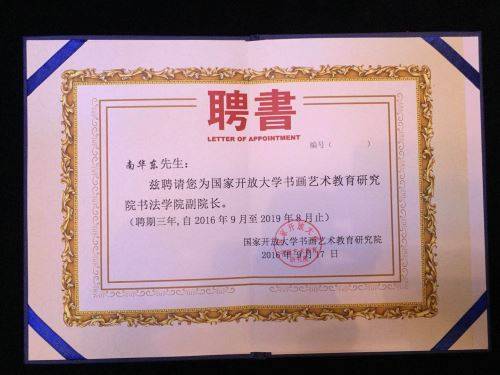 聘書
LETTER OF APPOINTMENT
编号（ ）
南华东先生：
兹聘请您为国家开放大学书画艺术教育研究
院书法学院副院长。
（聘期三年,自2016年9月至2019年8月止）
国家开放大学书画艺术教育研究院
2016年9月17日